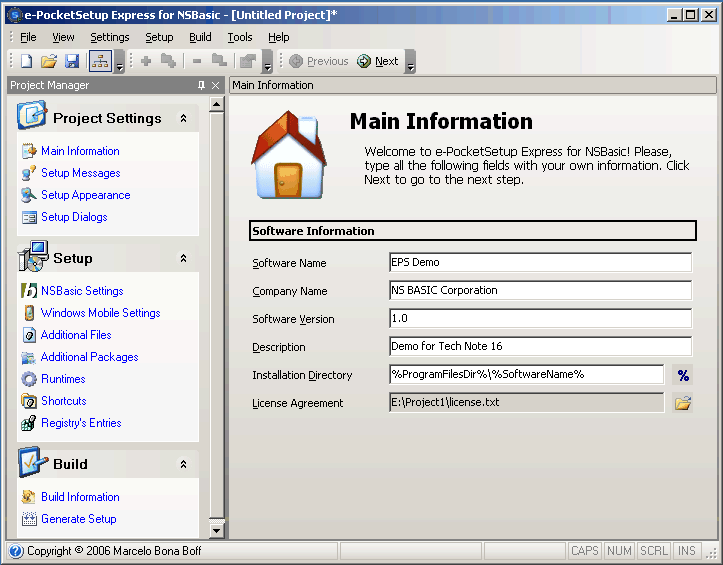 e-PocketSetup Express for NSBasic - [Untitled Project]*
File View Settings Setup Build Tools Help
Previous Next
Project Manager
Main Information
Project Settings
Main Information
Setup Messages
Setup Appearance
Setup Dialogs
Setup
NSBasic Settings
Windows Mobile Settings
Additional Files
Additional Packages
Runtimes
Shortcuts
Registry's Entries
Build
Build Information
Generate Setup
Main Information
Welcome to e-PocketSetup Express for NSBasic! Please,
type all the following fields with your own information. Click
Next to go to the next step.
Software Information
Software Name EPS Demo
Company Name NS BASIC Corporation
Software Version 1.0
Description Demo for Tech Note 16
Installation Directory %ProgramFilesDir%\%SoftwareName% %
License Agreement E:\Project1\license.txt
Copyright © 2006 Marcelo Bona Boff
CAPS NUM SCRL INS